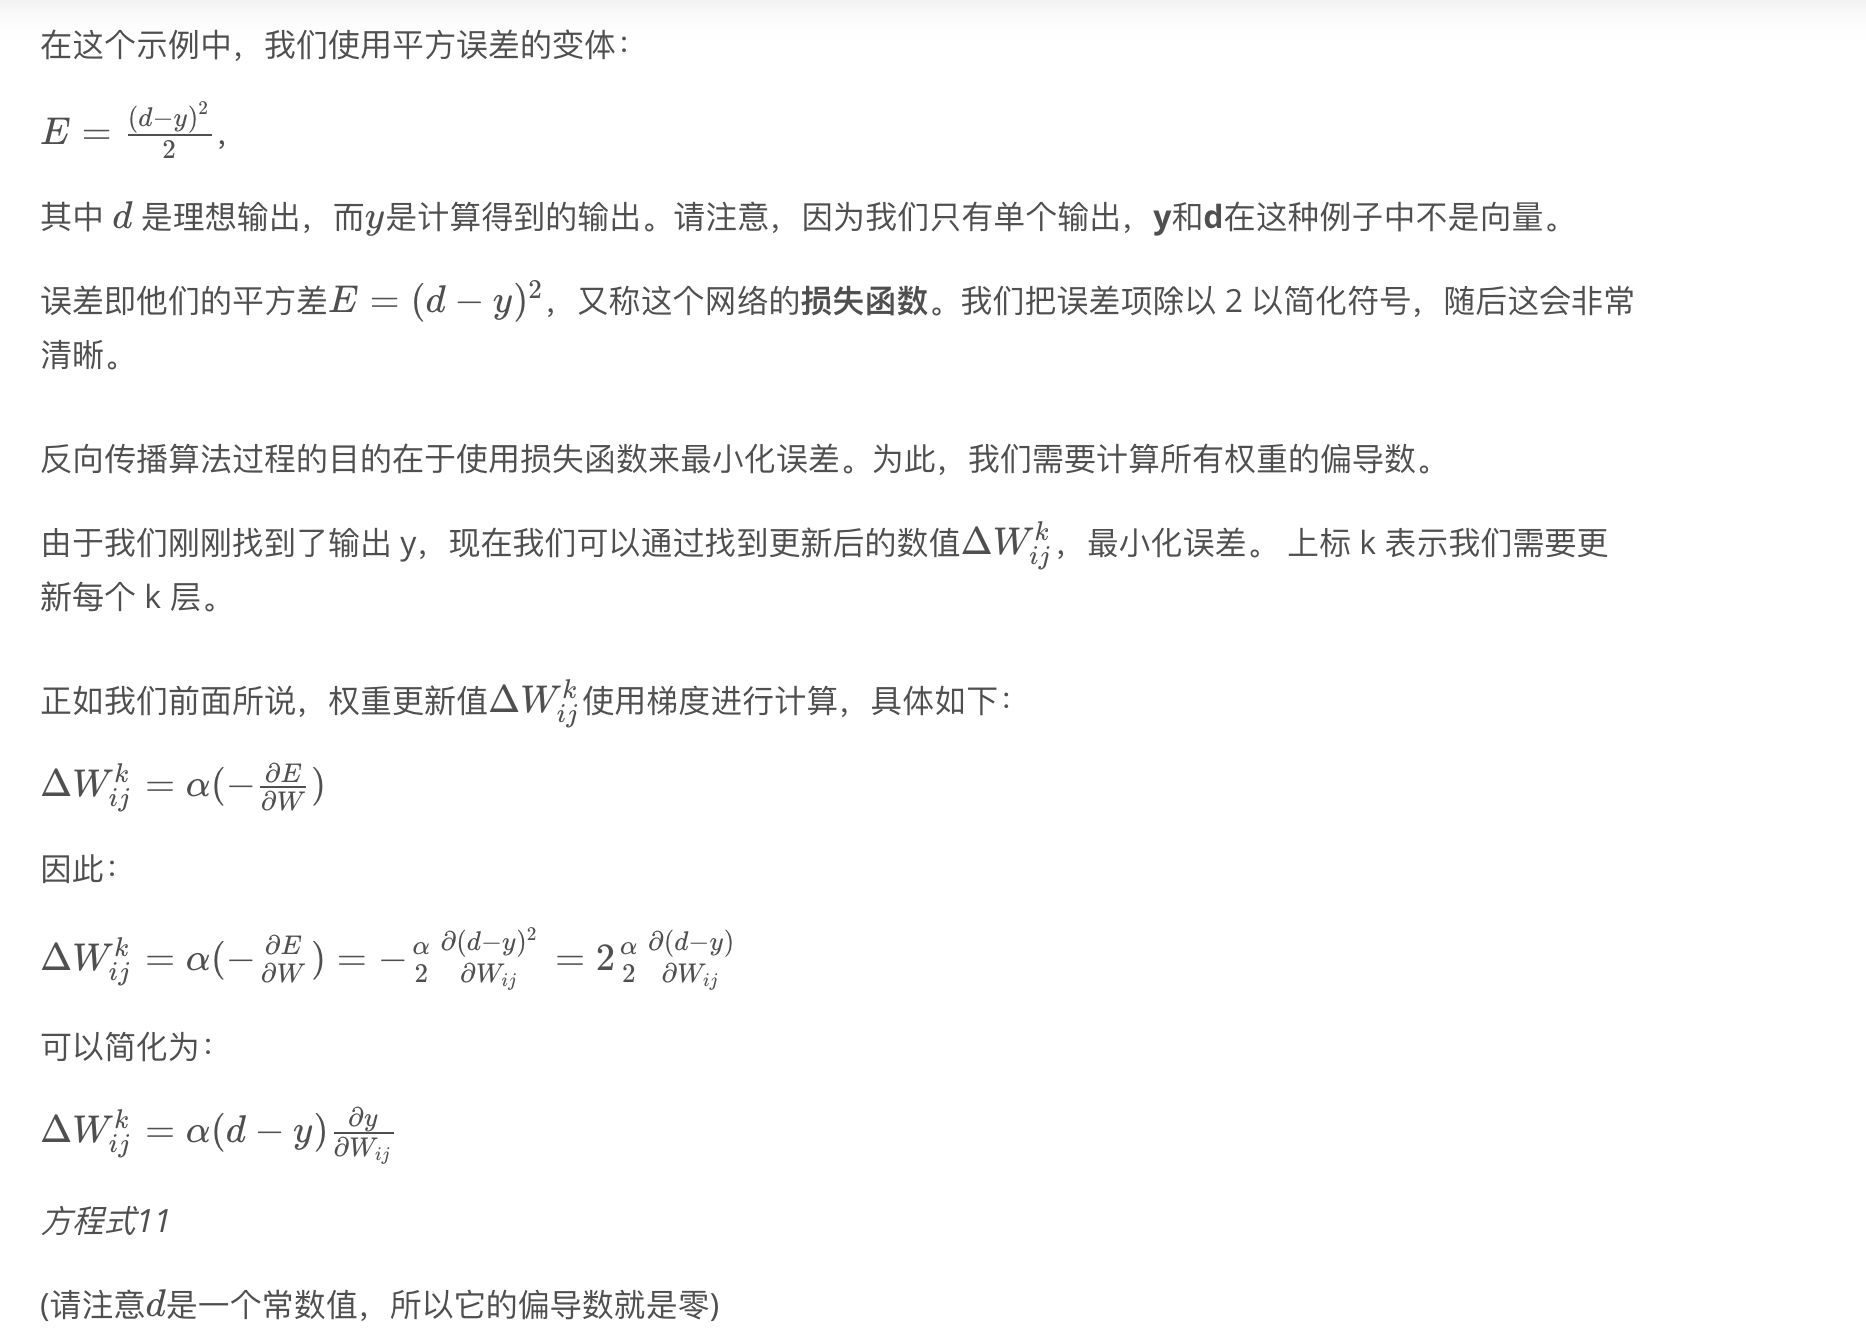 在这个示例中，我们使用平方误差的变体：
$E = \frac{(d-y)^2}{2}$,
其中 $d$ 是理想输出，而$y$是计算得到的输出。请注意，因为我们只有单个输出，y和d在这种例子中不是向量。
误差即他们的平方差$E = (d - y)^2$，又称这个网络的损失函数。我们把误差项除以 2 以简化符号，随后这会非常
清晰。
反向传播算法过程的目的在于使用损失函数来最小化误差。为此，我们需要计算所有权重的偏导数。
由于我们刚刚找到了输出 y，现在我们可以通过找到更新后的数值$\Delta W_{ij}^k$，最小化误差。 上标 k 表示我们需要更
新每个 k 层。
正如我们前面所说，权重更新值$\Delta W_{ij}^k$使用梯度进行计算，具体如下：
$\Delta W_{ij}^k = \alpha(-\frac{\partial E}{\partial W})$
因此：
$\Delta W_{ij}^k = \alpha(-\frac{\partial E}{\partial W}) = -{\alpha \atop 2} {\partial (d-y)^2 \atop \partial W_{ij}} = 2{\alpha \atop 2} {\partial (d-y) \atop \partial W_{ij}}$
可以简化为：
$\Delta W_{ij}^k = \alpha(d - y)\frac{\partial y}{\partial W_{ij}}$
方程式11
(请注意$d$是一个常数值，所以它的偏导数就是零)